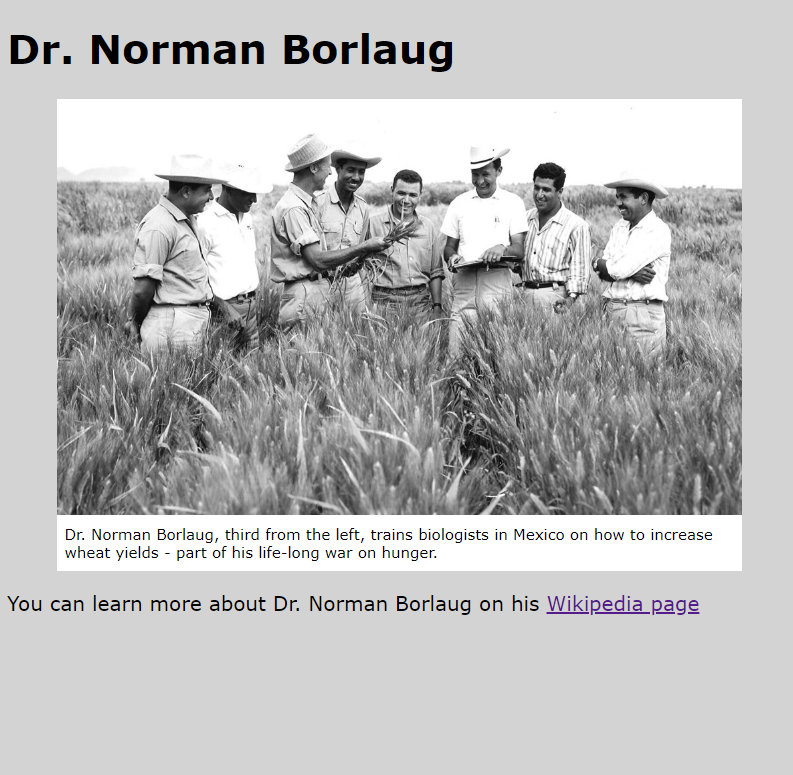 Dr. Norman Borlaug
Dr. Norman Borlaug, third from the left, trains biologists in Mexico on how to increase
wheat yields - part of his life-long war on hunger.
You can learn more about Dr. Norman Borlaug on his Wikipedia page